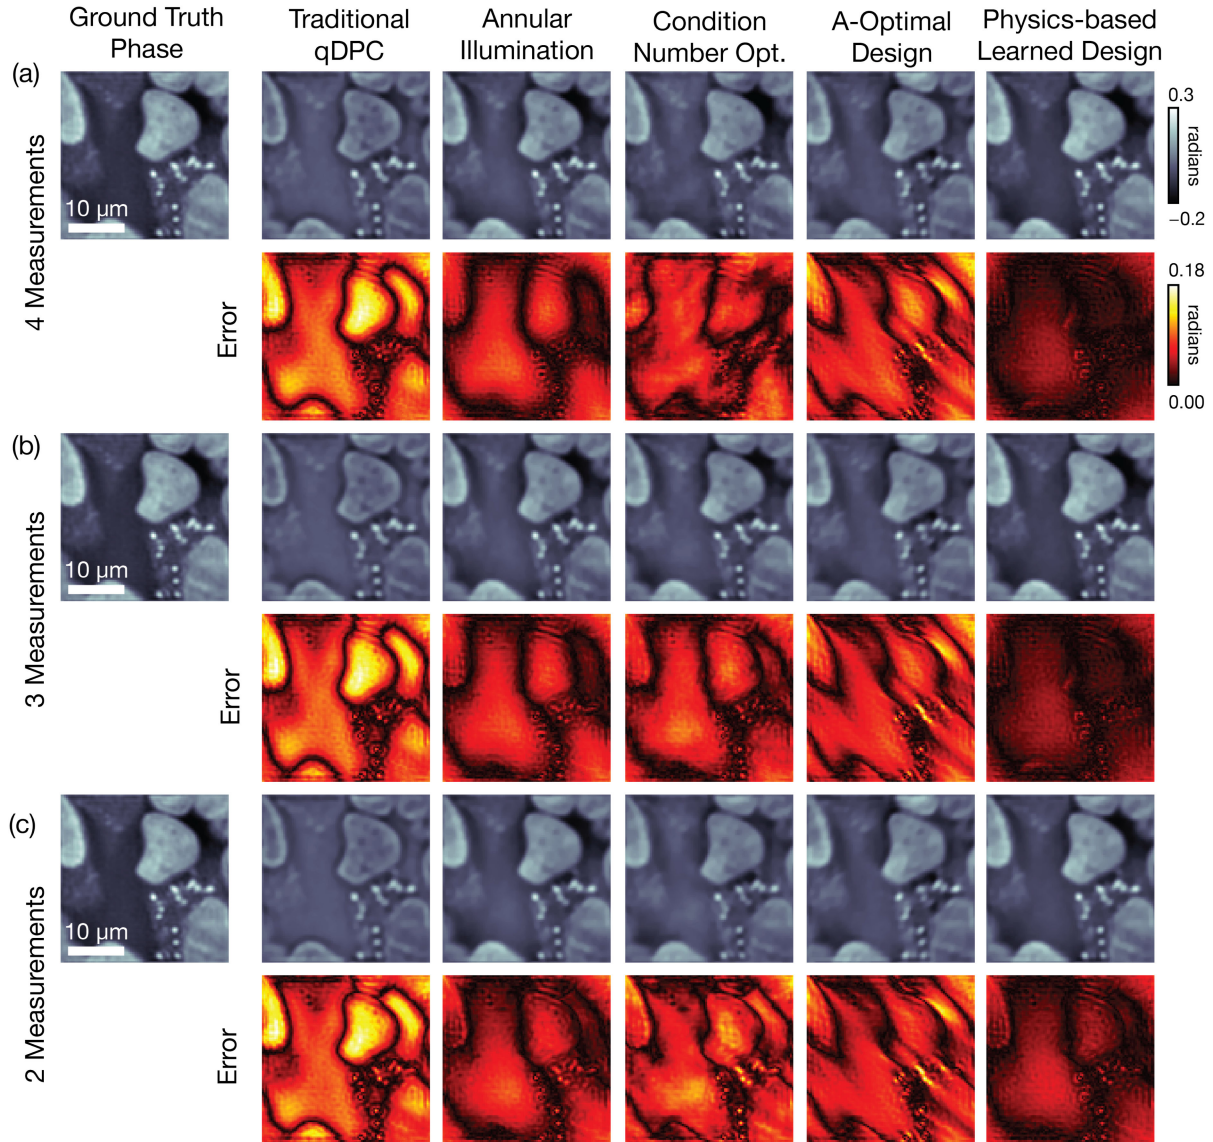 Ground Truth
Phase
Traditional
qDPC
Annular
Illumination
Condition
Number Opt.
A-Optimal
Design
Physics-based
Learned Design
(a)
4 Measurements
10 µm
0.3
radians
−0.2
Error
0.18
radians
0.00
(b)
3 Measurements
10 µm
Error
(c)
2 Measurements
10 µm
Error